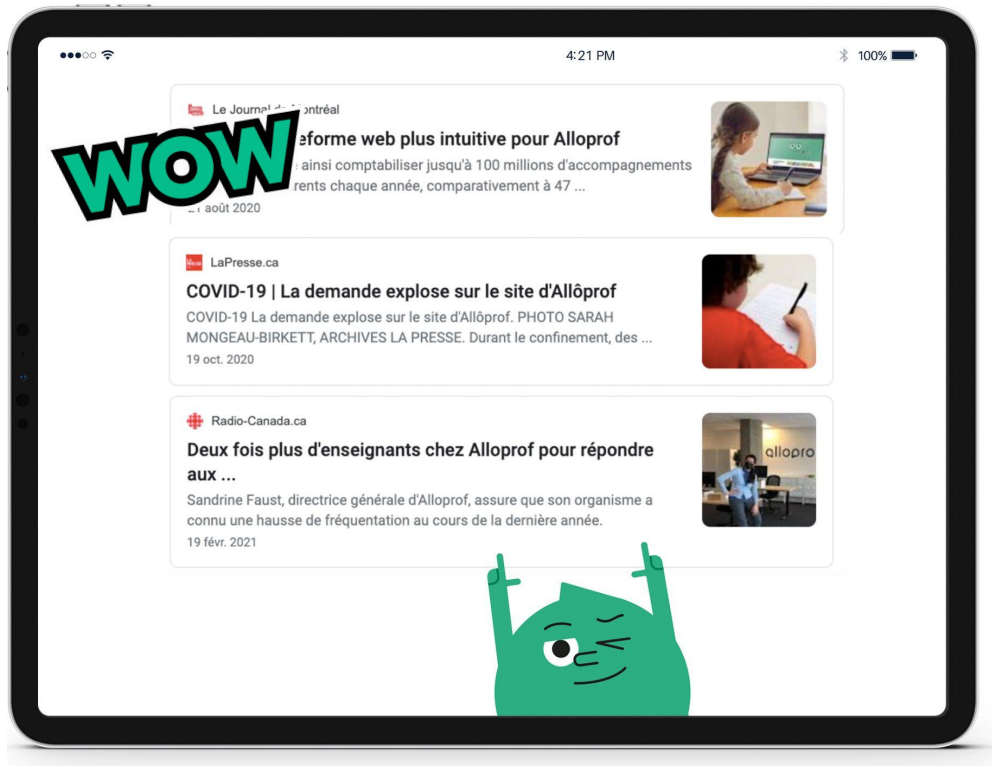 4:21 PM
100%
Le Journal de Montréal
WOW
plus intuitive pour Alloprof
ainsi comptabiliser jusqu'à 100 millions d'accompagnements
chaque année, comparativement à 47 ...
août 2020
LaPresse.ca
COVID-19 | La demande explose sur le site d'Allôprof
COVID-19 La demande explose sur le site d'Allôprof. PHOTO SARAH
MONGEAU-BIRKETT, ARCHIVES LA PRESSE. Durant le confinement, des ...
19 oct. 2020
Radio-Canada.ca
Deux fois plus d'enseignants chez Alloprof pour répondre
aux ...
Sandrine Faust, directrice générale d'Alloprof, assure que son organisme a
connu une hausse de fréquentation au cours de la dernière année.
19 févr. 2021
allopro